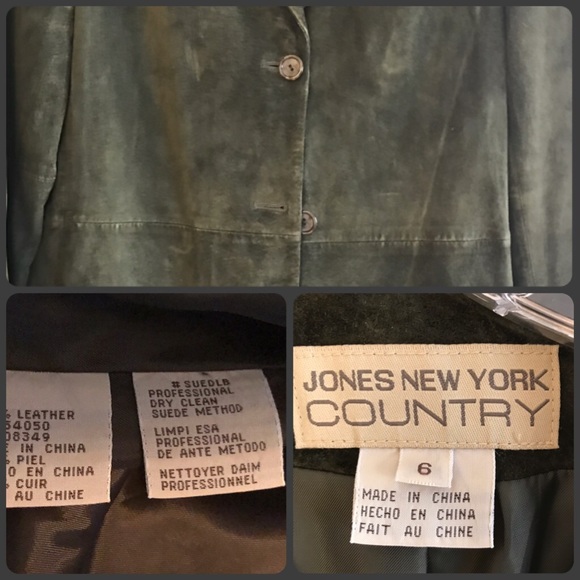 % LEATHER
54050
08349
IN CHINA
% PIEL
O EN CHINA
% CUIR
AU CHINE
# SUEDLB
PROFESSIONAL
DRY CLEAN
SUEDE METHOD
LIMPI ESA
PROFESSIONAL
DE ANTE METODO
NETTOYER DAIM
PROFESSIONNEL
JONES NEW YORK
COUNTRY
6
MADE IN CHINA
HECHO EN CHINA
FAIT AU CHINE